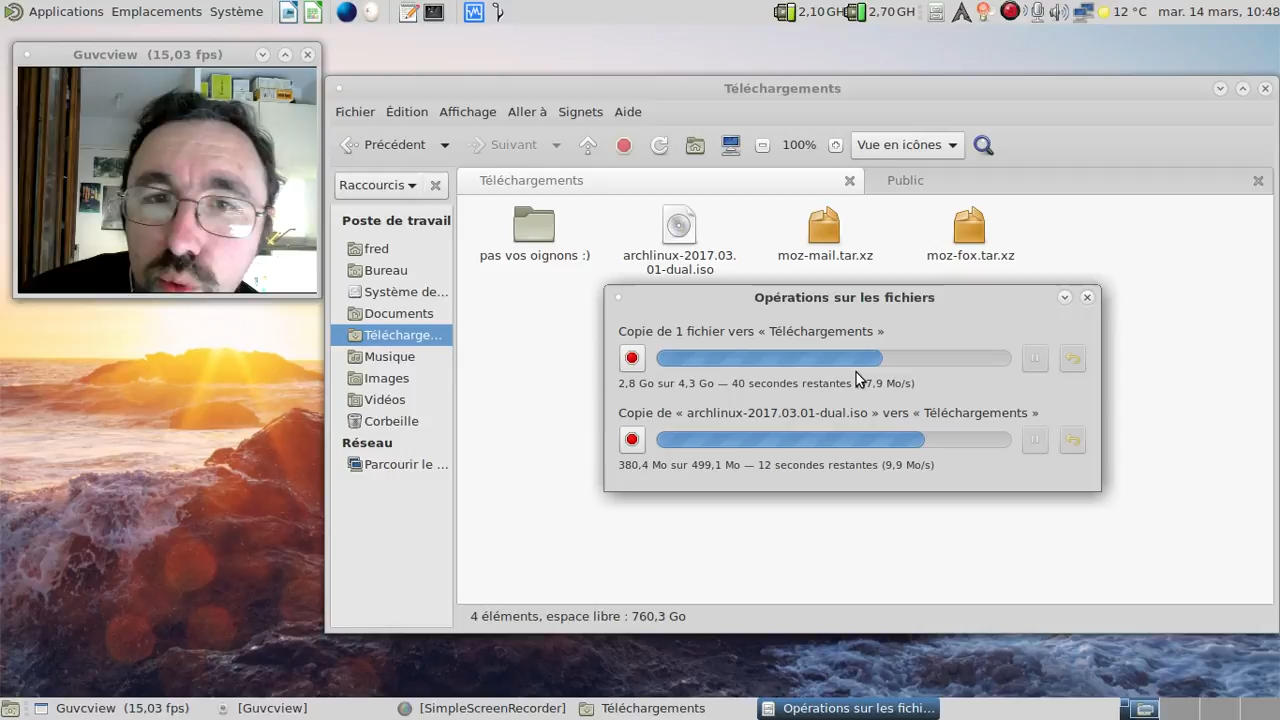 Applications Emplacements Système 2,10 GH 2,70 GH 12 °C mar. 14 mars, 10:48
Guvcview (15,03 fps)
Téléchargements
Fichier Édition Affichage Aller à Signets Aide
Précédent Suivant 100% Vue en icônes
Raccourcis
Téléchargements Public
Poste de travail
fred
Bureau
Système de...
Documents
Télécharge...
Musique
Images
Vidéos
Corbeille
Réseau
Parcourir le ...
pas vos oignons :)
archlinux-2017.03.
01-dual.iso
moz-mail.tar.xz
moz-fox.tar.xz
Opérations sur les fichiers
Copie de 1 fichier vers « Téléchargements »
2,8 Go sur 4,3 Go — 40 secondes restantes 7,9 Mo/s)
Copie de « archlinux-2017.03.01-dual.iso » vers « Téléchargements »
380,4 Mo sur 499,1 Mo — 12 secondes restantes (9,9 Mo/s)
4 éléments, espace libre : 760,3 Go
Guvcview (15,03 fps) [Guvcview] [SimpleScreenRecorder] Téléchargements Opérations sur les fichi...